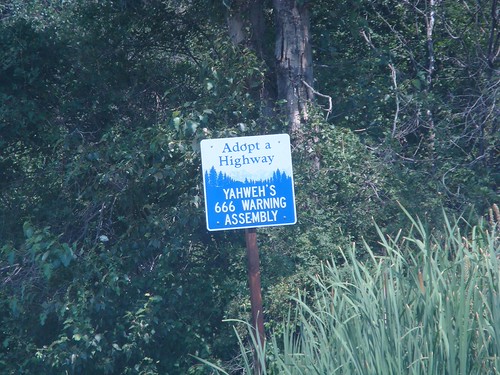 Adopt a
Highway
YAHWEH'S
666 WARNING
ASSEMBLY